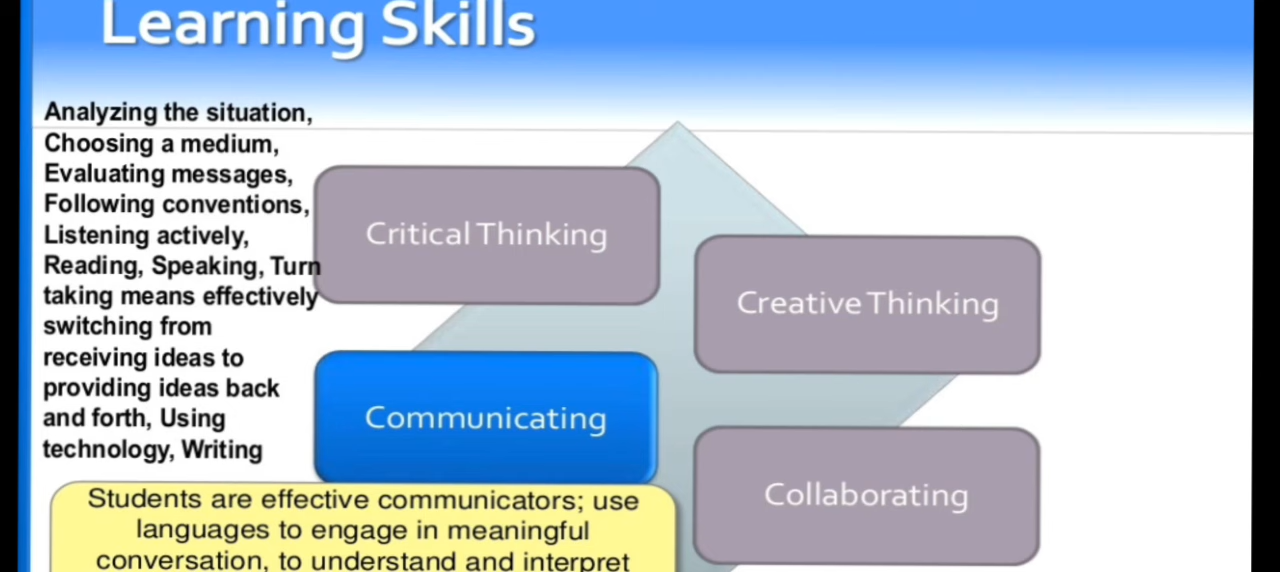 Learning Skills
Analyzing the situation,
Choosing a medium,
Evaluating messages,
Following conventions,
Listening actively,
Reading, Speaking, Turn
taking means effectively
switching from
receiving ideas to
providing ideas back
and forth, Using
technology, Writing
Critical Thinking
Creative Thinking
Communicating
Collaborating
Students are effective communicators; use
languages to engage in meaningful
conversation, to understand and interpret